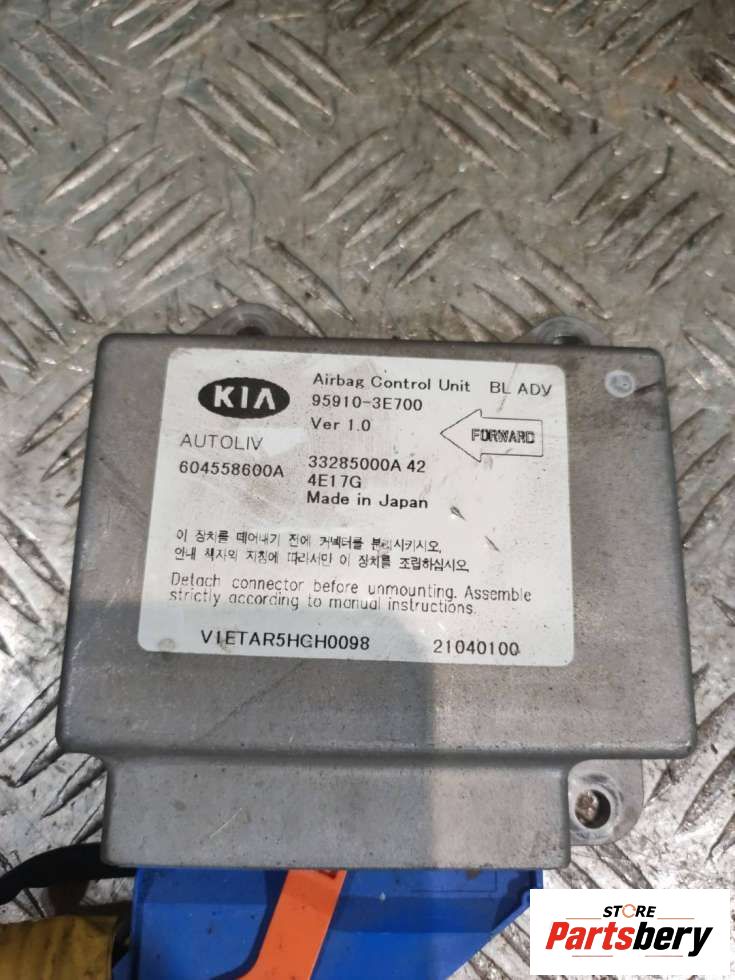 KIA
Airbag Control Unit BL ADV
95910-3E700
Ver 1.0
FORWARD
AUTOLIV
604558600A
33285000A 42
4E17G
Made in Japan
이 장치를 떼어내기 전에 커넥터를 분리시키시오,
안내 책자의 지침에 따라서만 이 장치를 조립하십시오,
Detach connector before unmounting. Assemble
strictly according to manual instructions.
V1ETAR5HGH0098 21040100
STORE
Partsbery